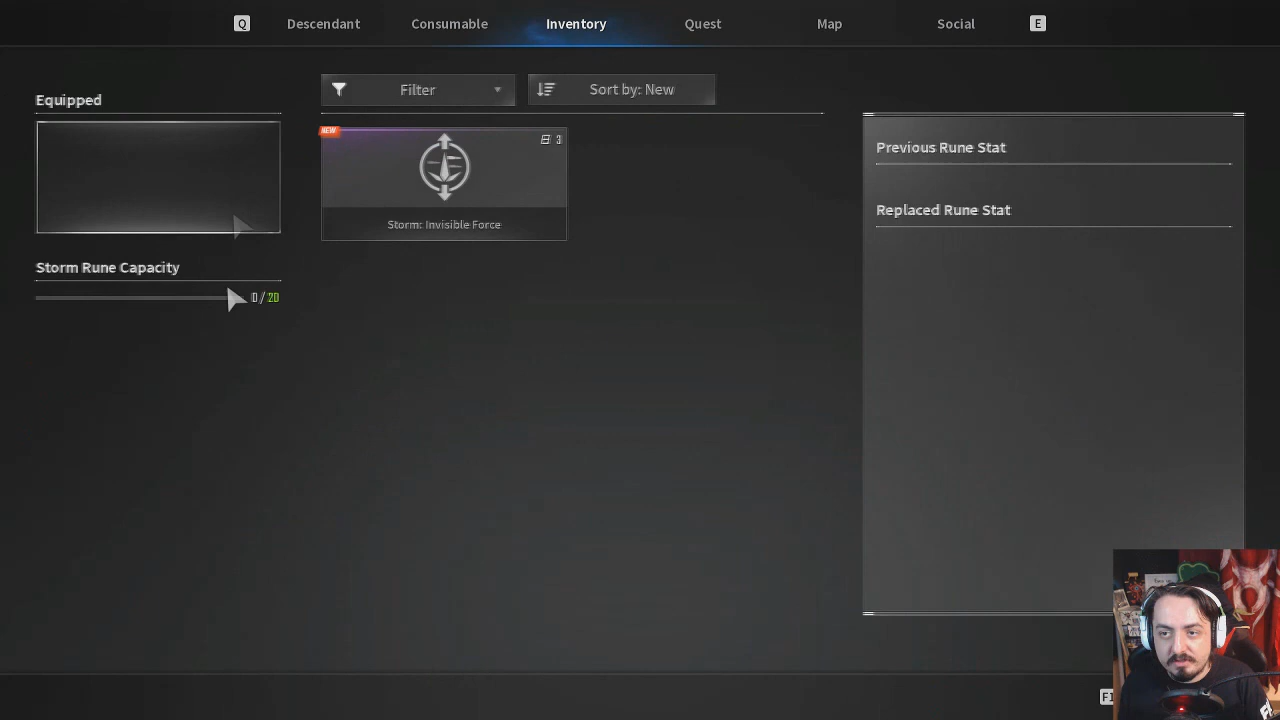 Q Descendant Consumable Inventory Quest Map Social E
Equipped
Filter
Sort by: New
NEW
3
Storm: Invisible Force
Storm Rune Capacity
0 / 20
Previous Rune Stat
Replaced Rune Stat